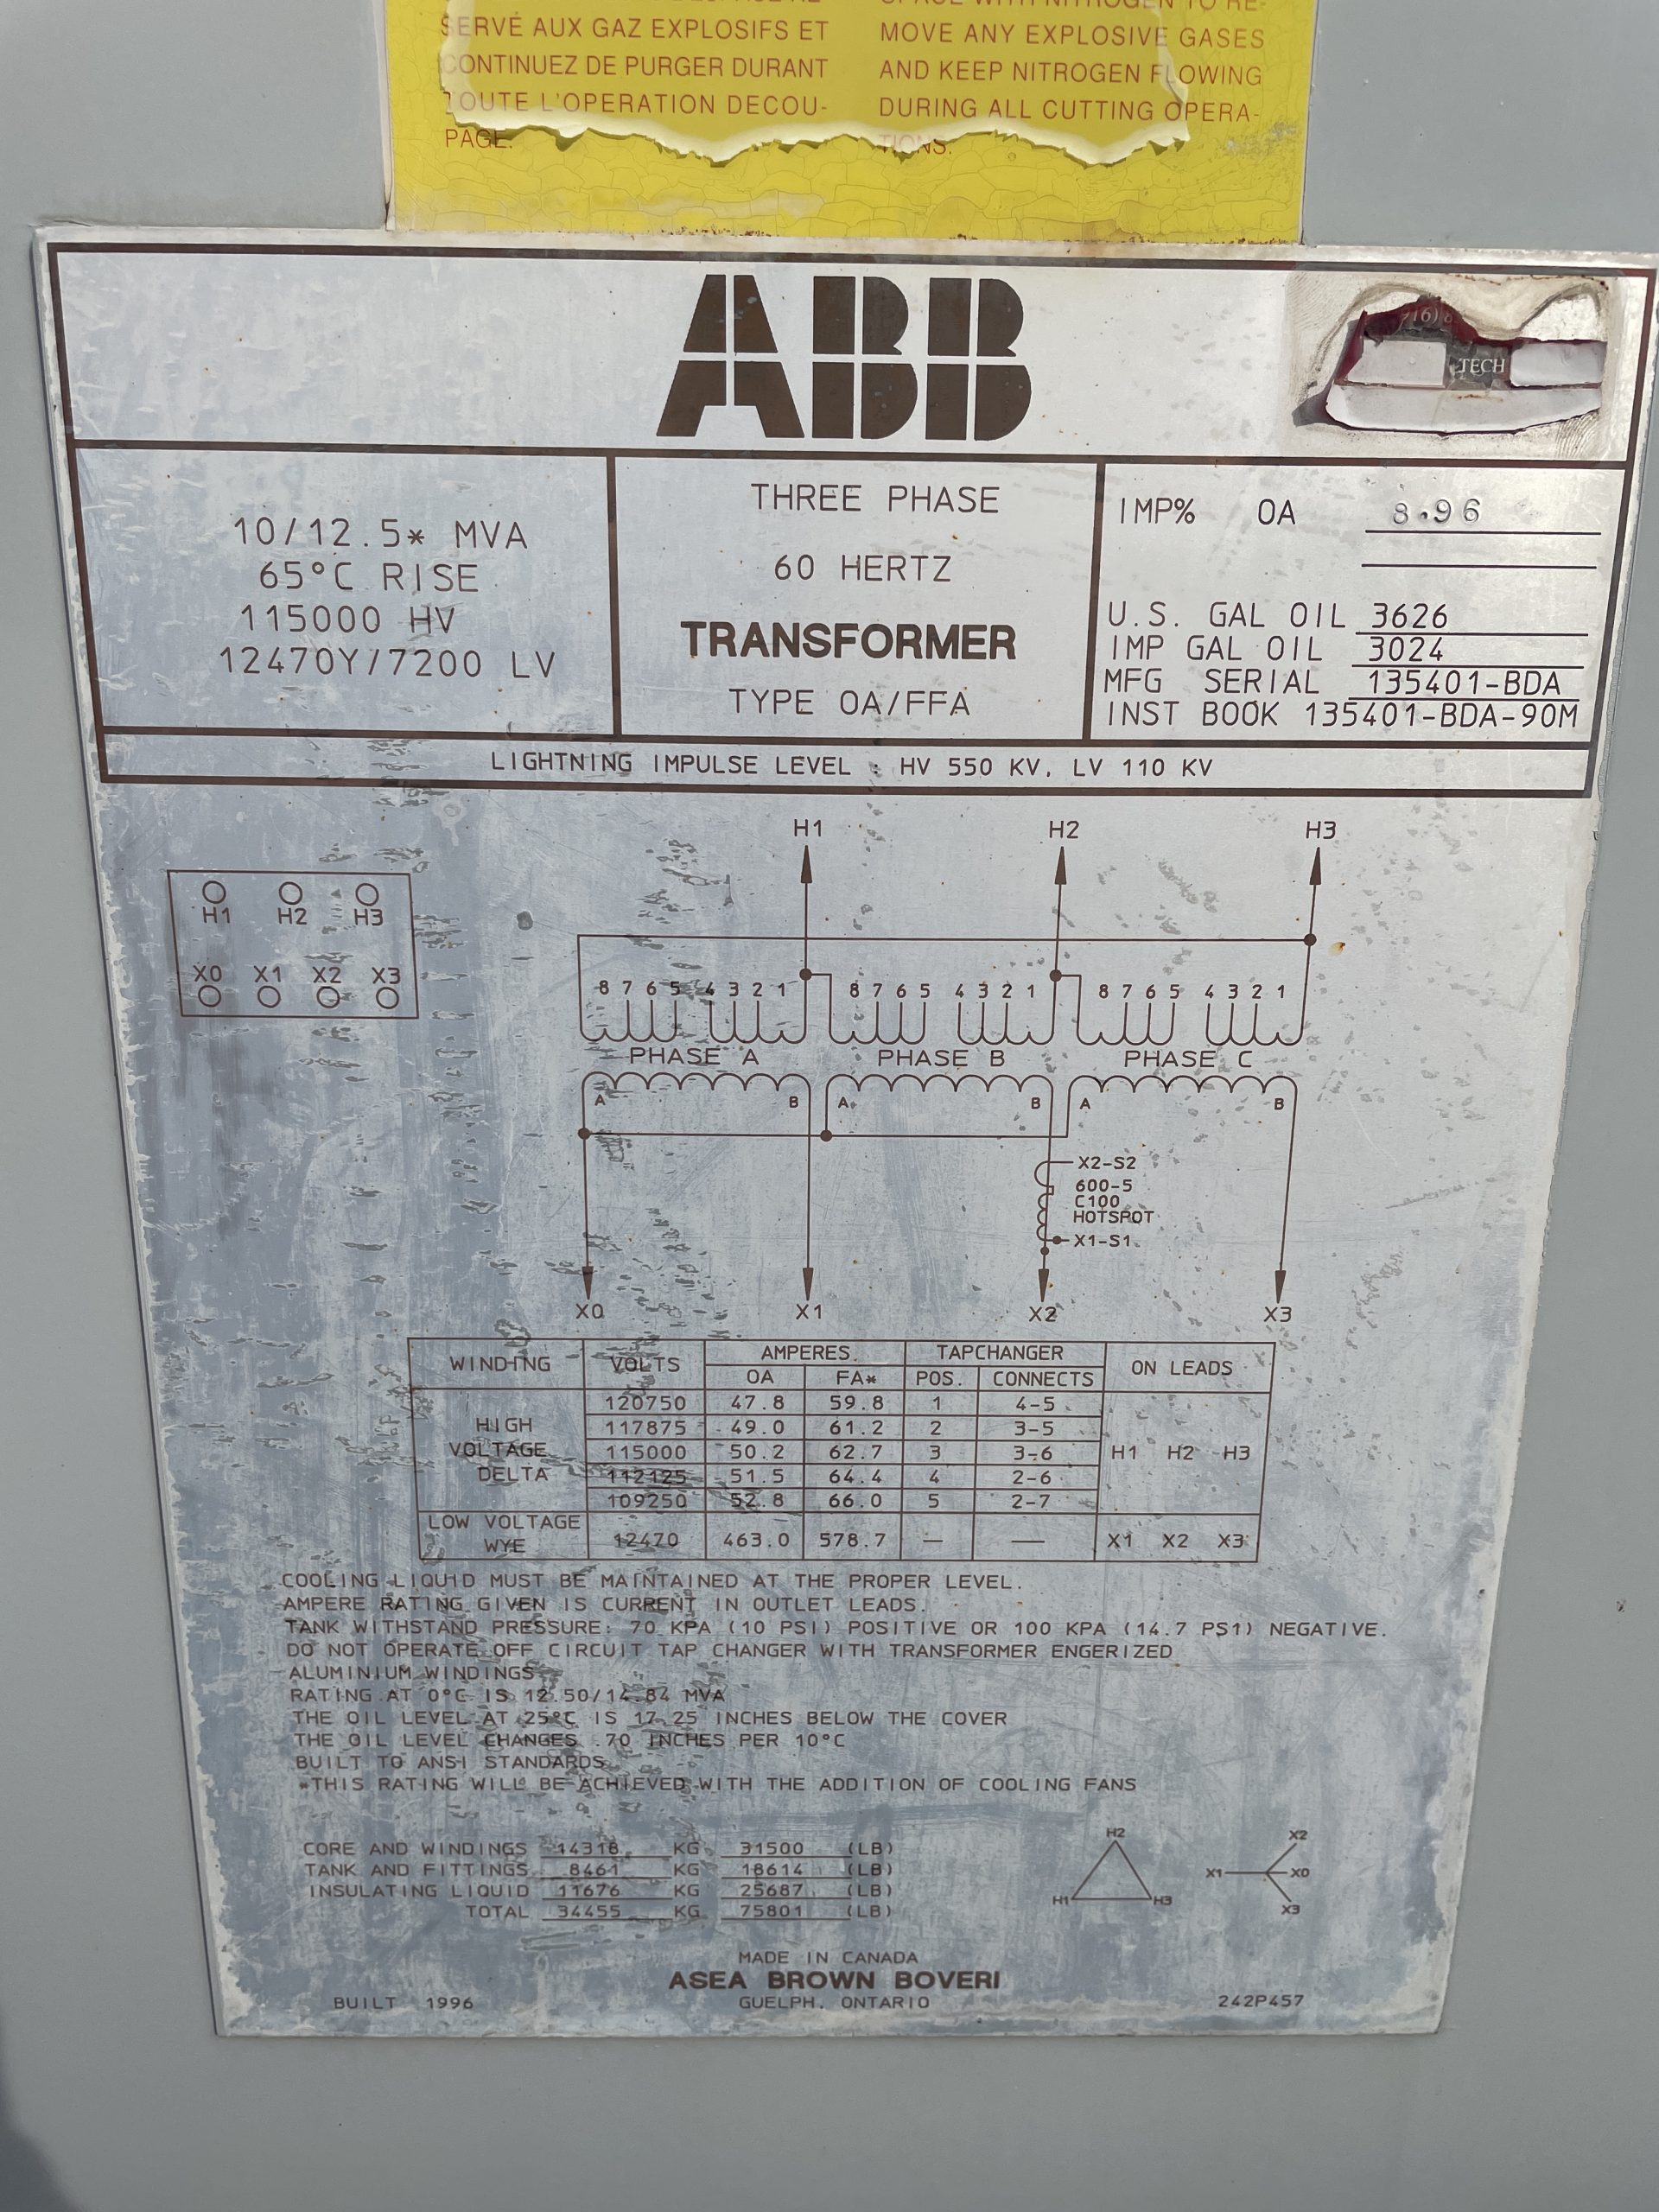 SERVÉ AUX GAZ EXPLOSIFS ET
CONTINUEZ DE PURGER DURANT
TOUTE L'OPERATION DECOU-
PAGE.
SPACE WITH NITROGEN TO RE-
MOVE ANY EXPLOSIVE GASES
AND KEEP NITROGEN FLOWING
DURING ALL CUTTING OPERA-
TIONS.
ABB
TECH
10/12.5* MVA
65°C RISE
115000 HV
12470Y/7200 LV
THREE PHASE
60 HERTZ
TRANSFORMER
TYPE OA/FFA
IMP% OA 8.96
U.S. GAL OIL 3626
IMP GAL OIL 3024
MFG SERIAL 135401-BDA
INST BOOK 135401-BDA-90M
LIGHTNING IMPULSE LEVEL : HV 550 KV, LV 110 KV
H1 H2 H3
X0 X1 X2 X3
H1 H2 H3
8 7 6 5 4 3 2 1 8 7 6 5 4 3 2 1 8 7 6 5 4 3 2 1
PHASE A PHASE B PHASE C
A B A B A B
X2-S2
600-5
C100
HOTSPOT
X1-S1
X0 X1 X2 X3
WINDING VOLTS AMPERES TAPCHANGER ON LEADS
OA FA* POS. CONNECTS
HIGH VOLTAGE DELTA
120750 47.8 59.8 1 4-5
117875 49.0 61.2 2 3-5
115000 50.2 62.7 3 3-6 H1 H2 H3
112125 51.5 64.4 4 2-6
109250 52.8 66.0 5 2-7
LOW VOLTAGE WYE 12470 463.0 578.7 — — X1 X2 X3
COOLING LIQUID MUST BE MAINTAINED AT THE PROPER LEVEL.
AMPERE RATING GIVEN IS CURRENT IN OUTLET LEADS.
TANK WITHSTAND PRESSURE: 70 KPA (10 PSI) POSITIVE OR 100 KPA (14.7 PS1) NEGATIVE.
DO NOT OPERATE OFF CIRCUIT TAP CHANGER WITH TRANSFORMER ENGERIZED
ALUMINIUM WINDINGS
RATING AT 0°C IS 12.50/14.84 MVA
THE OIL LEVEL AT 25°C IS 17.25 INCHES BELOW THE COVER
THE OIL LEVEL CHANGES .70 INCHES PER 10°C
BUILT TO ANSI STANDARDS
*THIS RATING WILL BE ACHIEVED WITH THE ADDITION OF COOLING FANS
CORE AND WINDINGS 14318 KG 31500 (LB)
TANK AND FITTINGS 8461 KG 18614 (LB)
INSULATING LIQUID 11676 KG 25687 (LB)
TOTAL 34455 KG 75801 (LB)
H2
H1 H3
X2
X1 X0
X3
MADE IN CANADA
ASEA BROWN BOVERI
GUELPH, ONTARIO
BUILT 1996
242P457